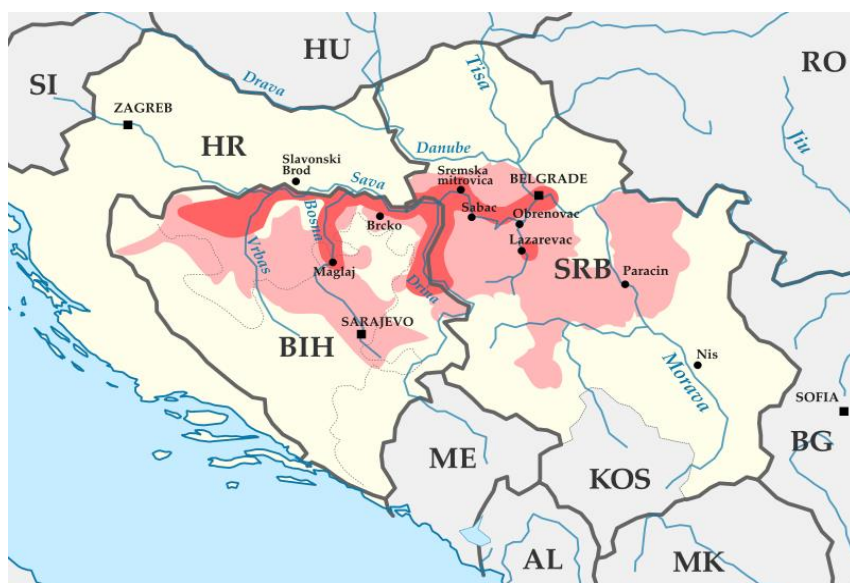 HU
RO
SI
Drava
Tisa
ZAGREB
Jiu
HR
Danube
Slavonski
Brod
Sava
Sremska
mitrovica
BELGRADE
Sabac
Obrenovac
Brcko
Bosna
Vrbas
Lazarevac
Maglaj
Drina
SRB
Paracin
SARAJEVO
BIH
Nis
Morava
SOFIA
BG
ME
KOS
AL
MK